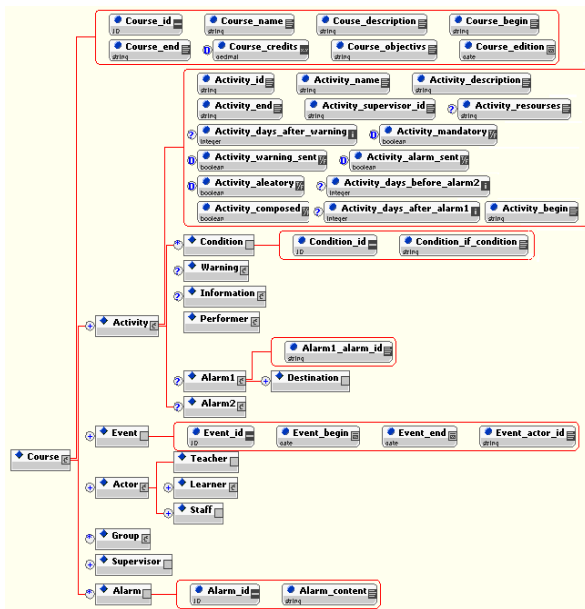 Course_id Course_name Couse_description Course_begin
ID string string string
Course_end Course_credits Course_objectivs Course_edition
string decimal string date
Activity_id Activity_name Activity_description
string string string
Activity_end Activity_supervisor_id ? Activity_resourses
string string string
? Activity_days_after_warning Activity_mandatory
integer boolean
Activity_warning_sent Activity_alarm_sent
boolean boolean
Activity_aleatory ? Activity_days_before_alarm2
boolean integer
Activity_composed ? Activity_days_after_alarm1 Activity_begin
boolean integer string
* Condition Condition_id Condition_if_condition
ID string
? Warning
? Information
+ Activity Performer
Alarm1_alarm_id
string
? Alarm1 + Destination
? Alarm2
+ Event Event_id Event_begin Event_end Event_actor_id
ID date date string
Course Teacher
+ Actor + Learner
+ Staff
* Group
+ Supervisor
* Alarm Alarm_id Alarm_content
ID string